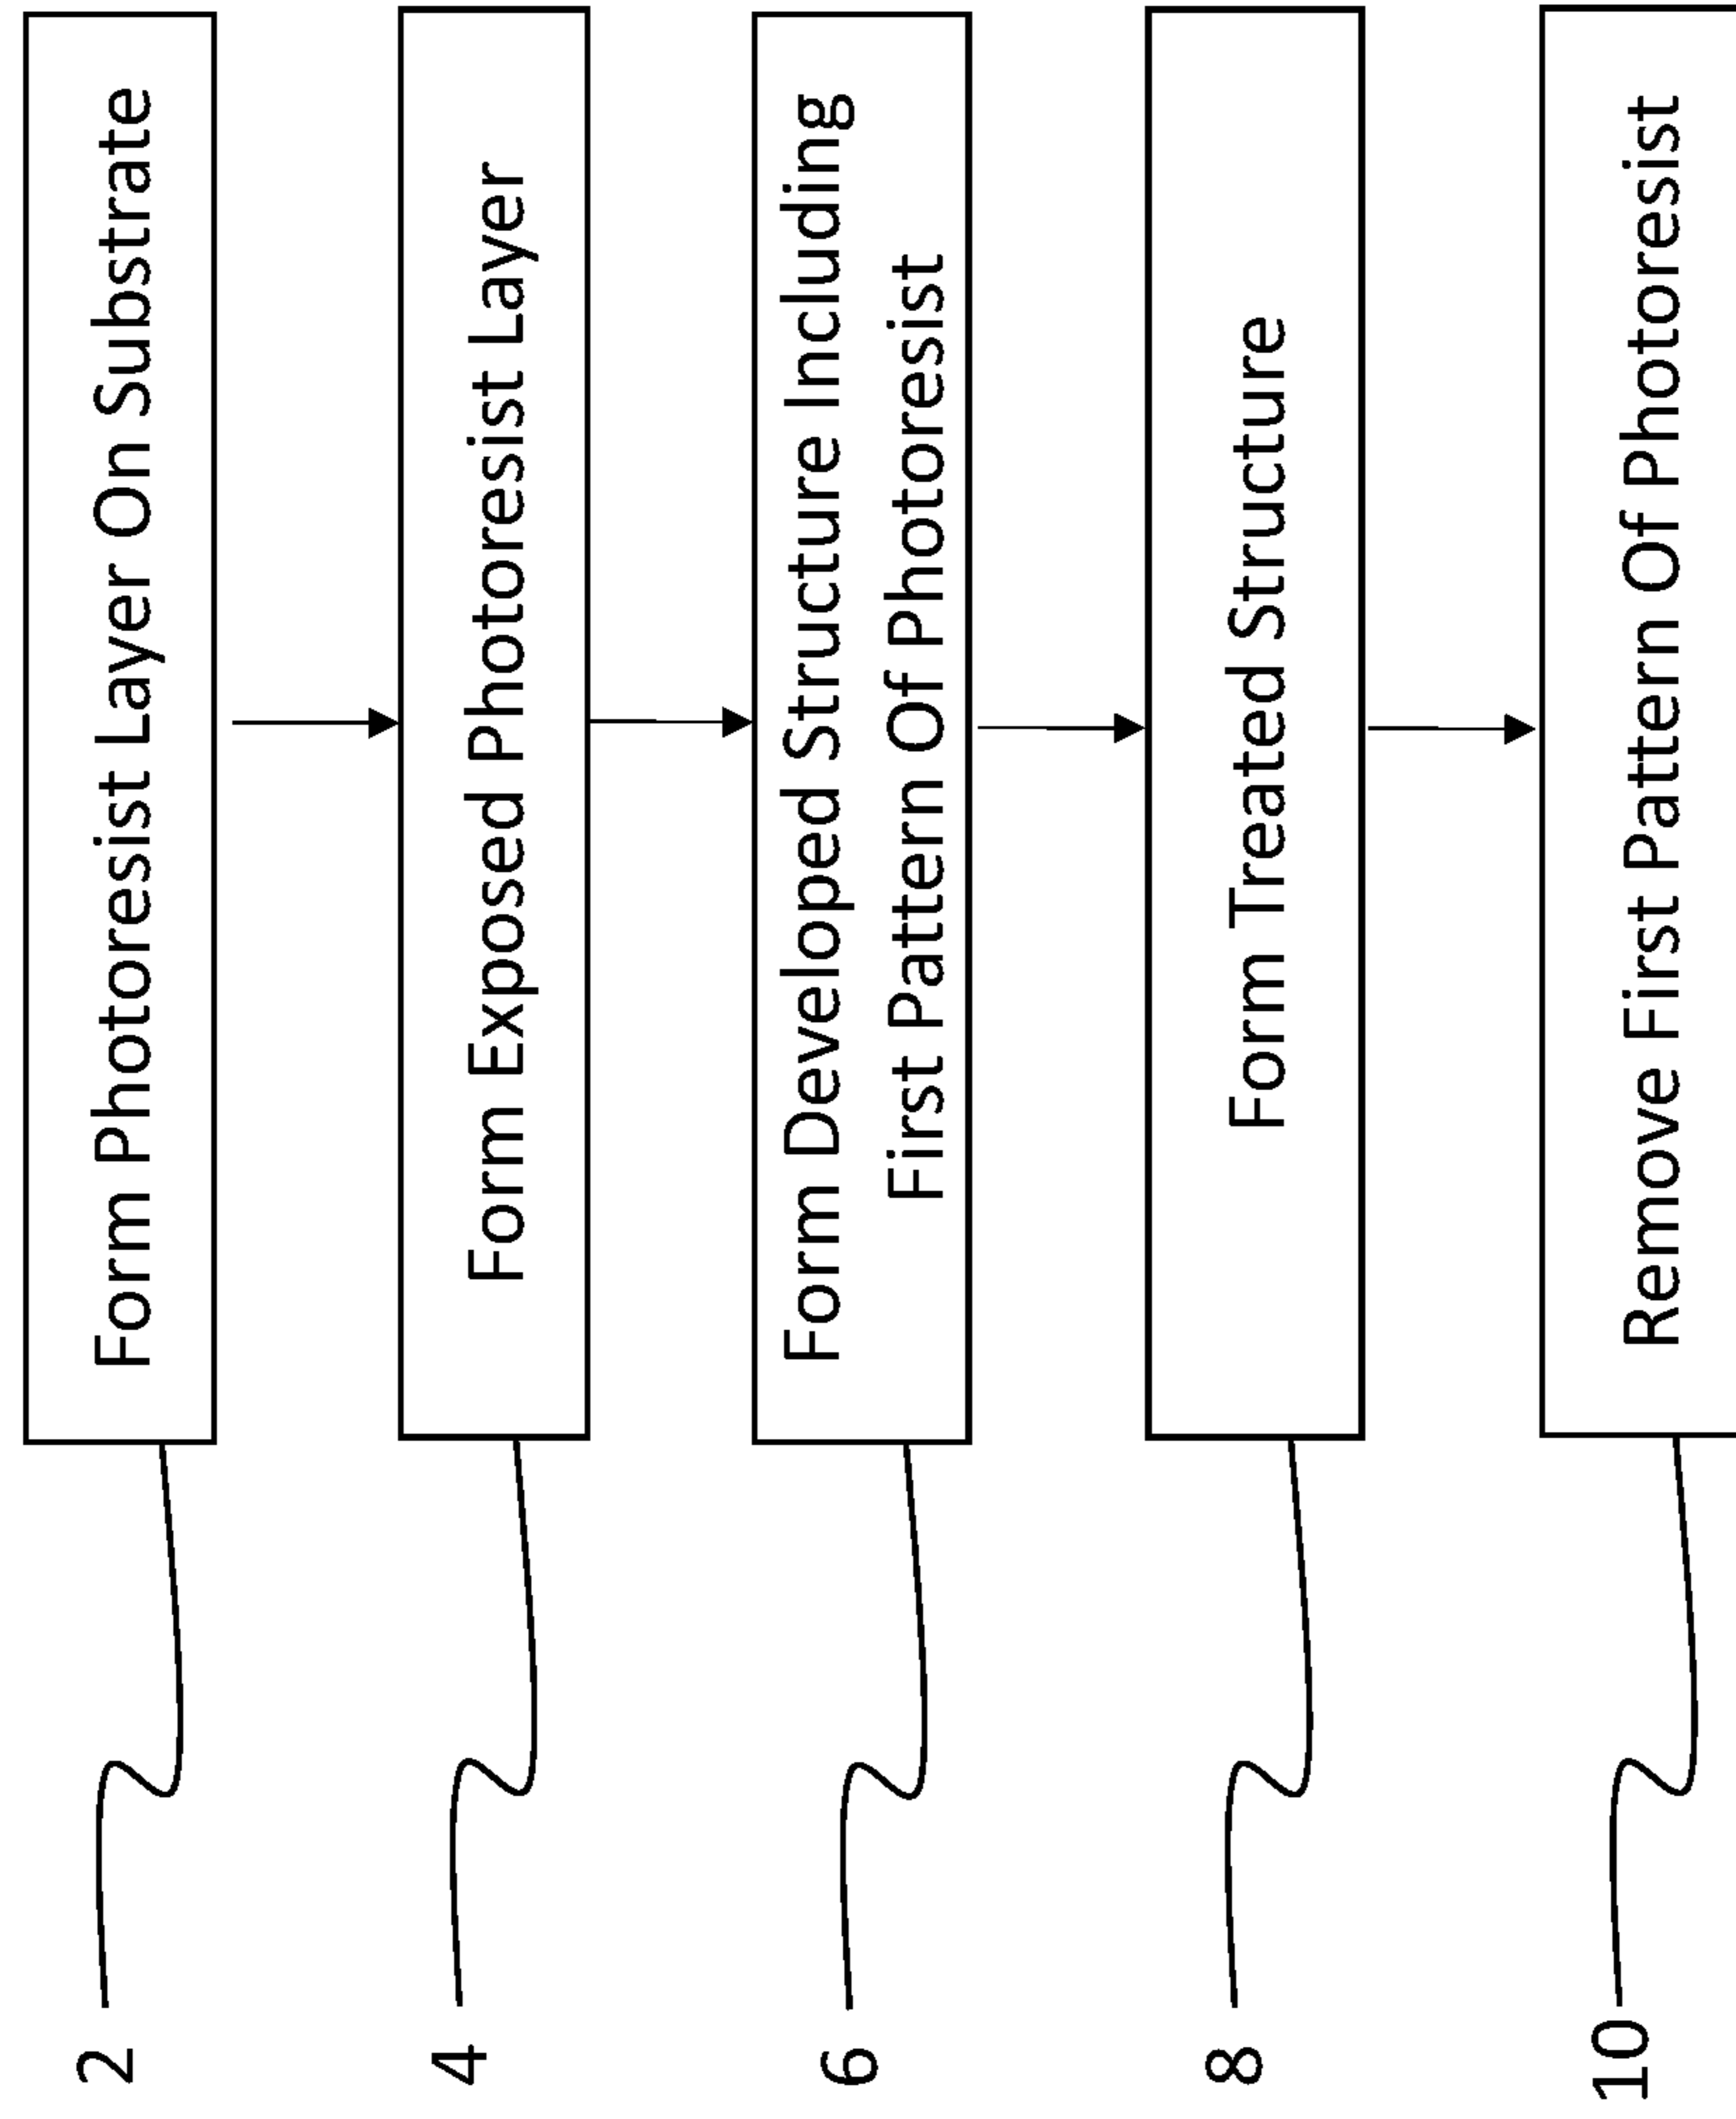 2
Form Photoresist Layer On Substrate
4
Form Exposed Photoresist Layer
6
Form Developed Structure Including
First Pattern Of Photoresist
8
Form Treated Structure
10
Remove First Pattern Of Photoresist